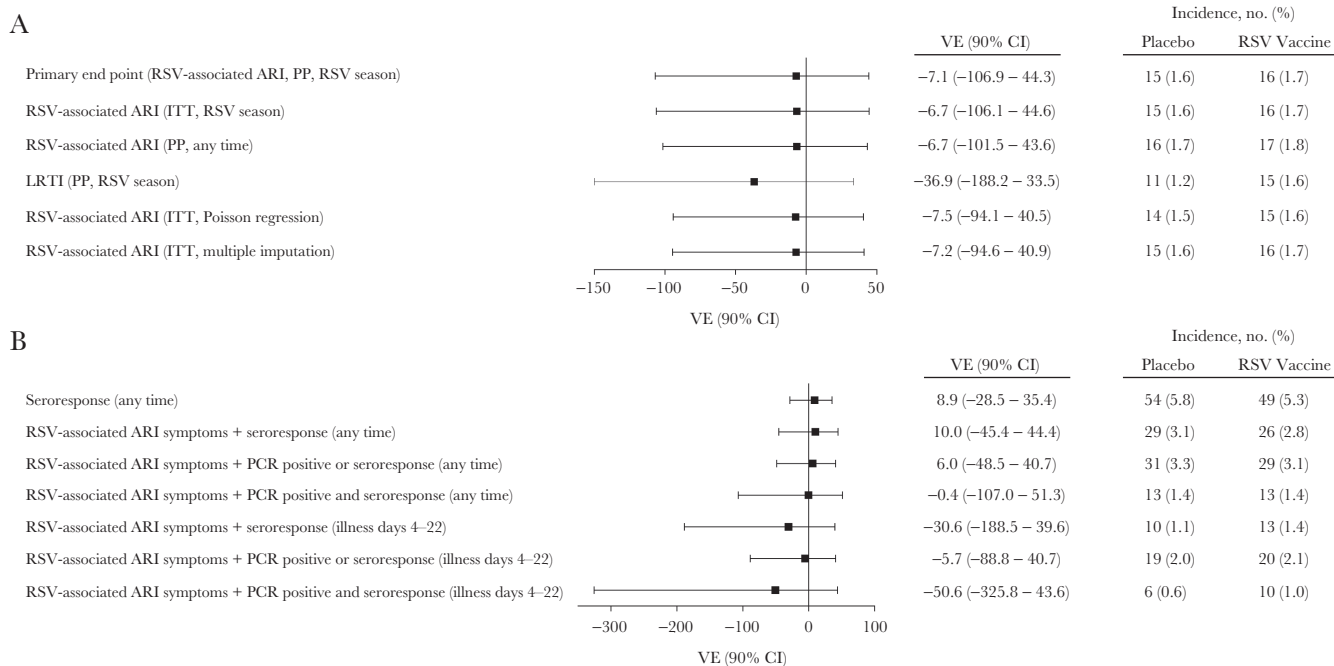 A
Incidence, no. (%)
VE (90% CI) Placebo RSV Vaccine
Primary end point (RSV-associated ARI, PP, RSV season) −7.1 (−106.9 – 44.3) 15 (1.6) 16 (1.7)
RSV-associated ARI (ITT, RSV season) −6.7 (−106.1 – 44.6) 15 (1.6) 16 (1.7)
RSV-associated ARI (PP, any time) −6.7 (−101.5 – 43.6) 16 (1.7) 17 (1.8)
LRTI (PP, RSV season) −36.9 (−188.2 – 33.5) 11 (1.2) 15 (1.6)
RSV-associated ARI (ITT, Poisson regression) −7.5 (−94.1 – 40.5) 14 (1.5) 15 (1.6)
RSV-associated ARI (ITT, multiple imputation) −7.2 (−94.6 – 40.9) 15 (1.6) 16 (1.7)
−150 −100 −50 0 50
VE (90% CI)
B
Incidence, no. (%)
VE (90% CI) Placebo RSV Vaccine
Seroresponse (any time) 8.9 (−28.5 – 35.4) 54 (5.8) 49 (5.3)
RSV-associated ARI symptoms + seroresponse (any time) 10.0 (−45.4 – 44.4) 29 (3.1) 26 (2.8)
RSV-associated ARI symptoms + PCR positive or seroresponse (any time) 6.0 (−48.5 – 40.7) 31 (3.3) 29 (3.1)
RSV-associated ARI symptoms + PCR positive and seroresponse (any time) −0.4 (−107.0 – 51.3) 13 (1.4) 13 (1.4)
RSV-associated ARI symptoms + seroresponse (illness days 4–22) −30.6 (−188.5 – 39.6) 10 (1.1) 13 (1.4)
RSV-associated ARI symptoms + PCR positive or seroresponse (illness days 4–22) −5.7 (−88.8 – 40.7) 19 (2.0) 20 (2.1)
RSV-associated ARI symptoms + PCR positive and seroresponse (illness days 4–22) −50.6 (−325.8 – 43.6) 6 (0.6) 10 (1.0)
−300 −200 −100 0 100
VE (90% CI)